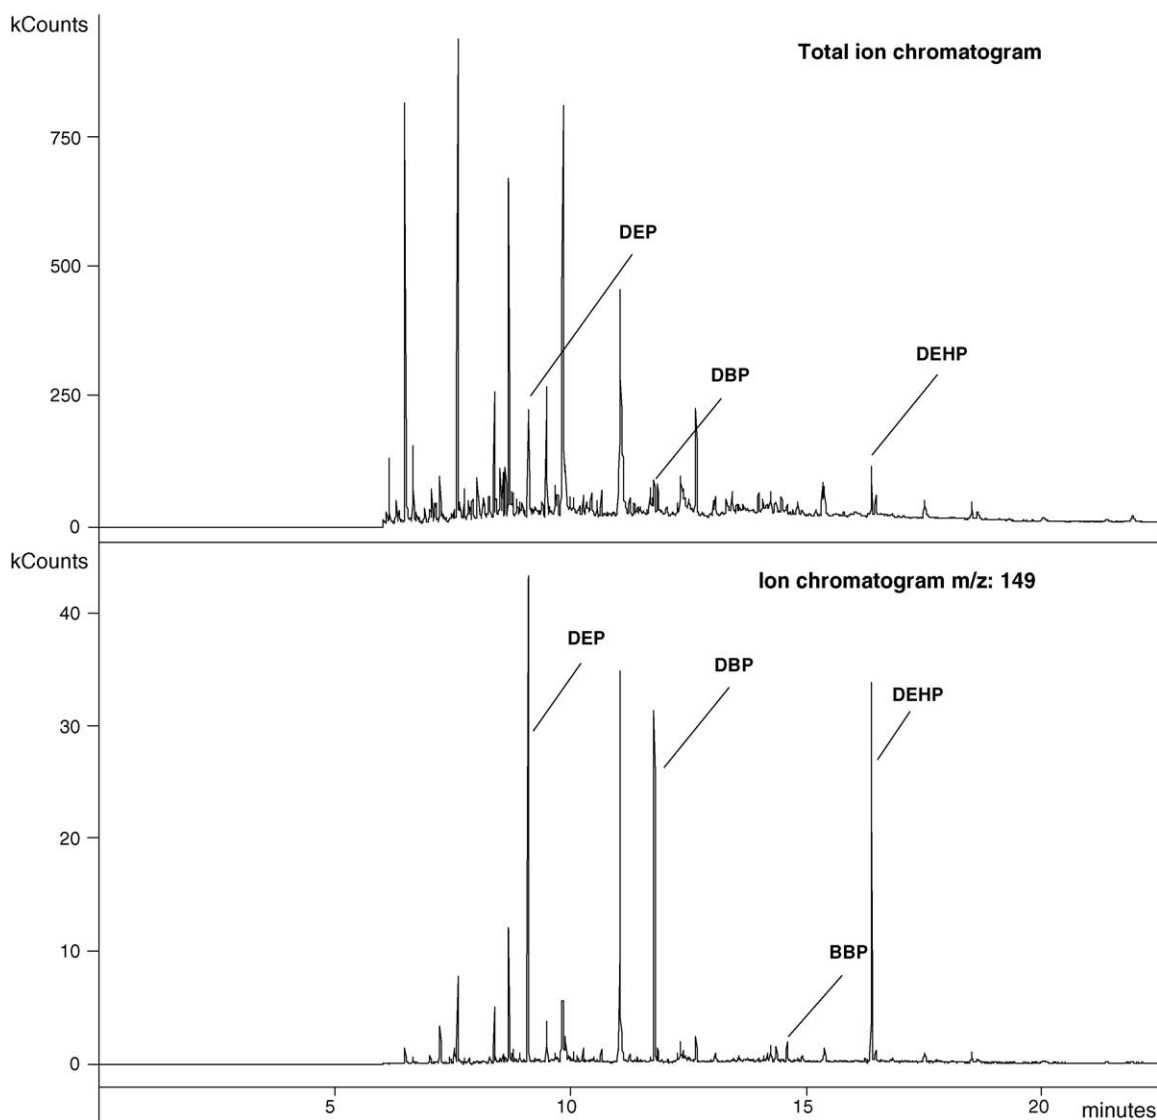 kCounts
Total ion chromatogram
750
DEP
500
DEHP
DBP
250
0
kCounts
Ion chromatogram m/z: 149
40
DEP
DBP
DEHP
30
20
10
BBP
0
5 10 15 20 minutes